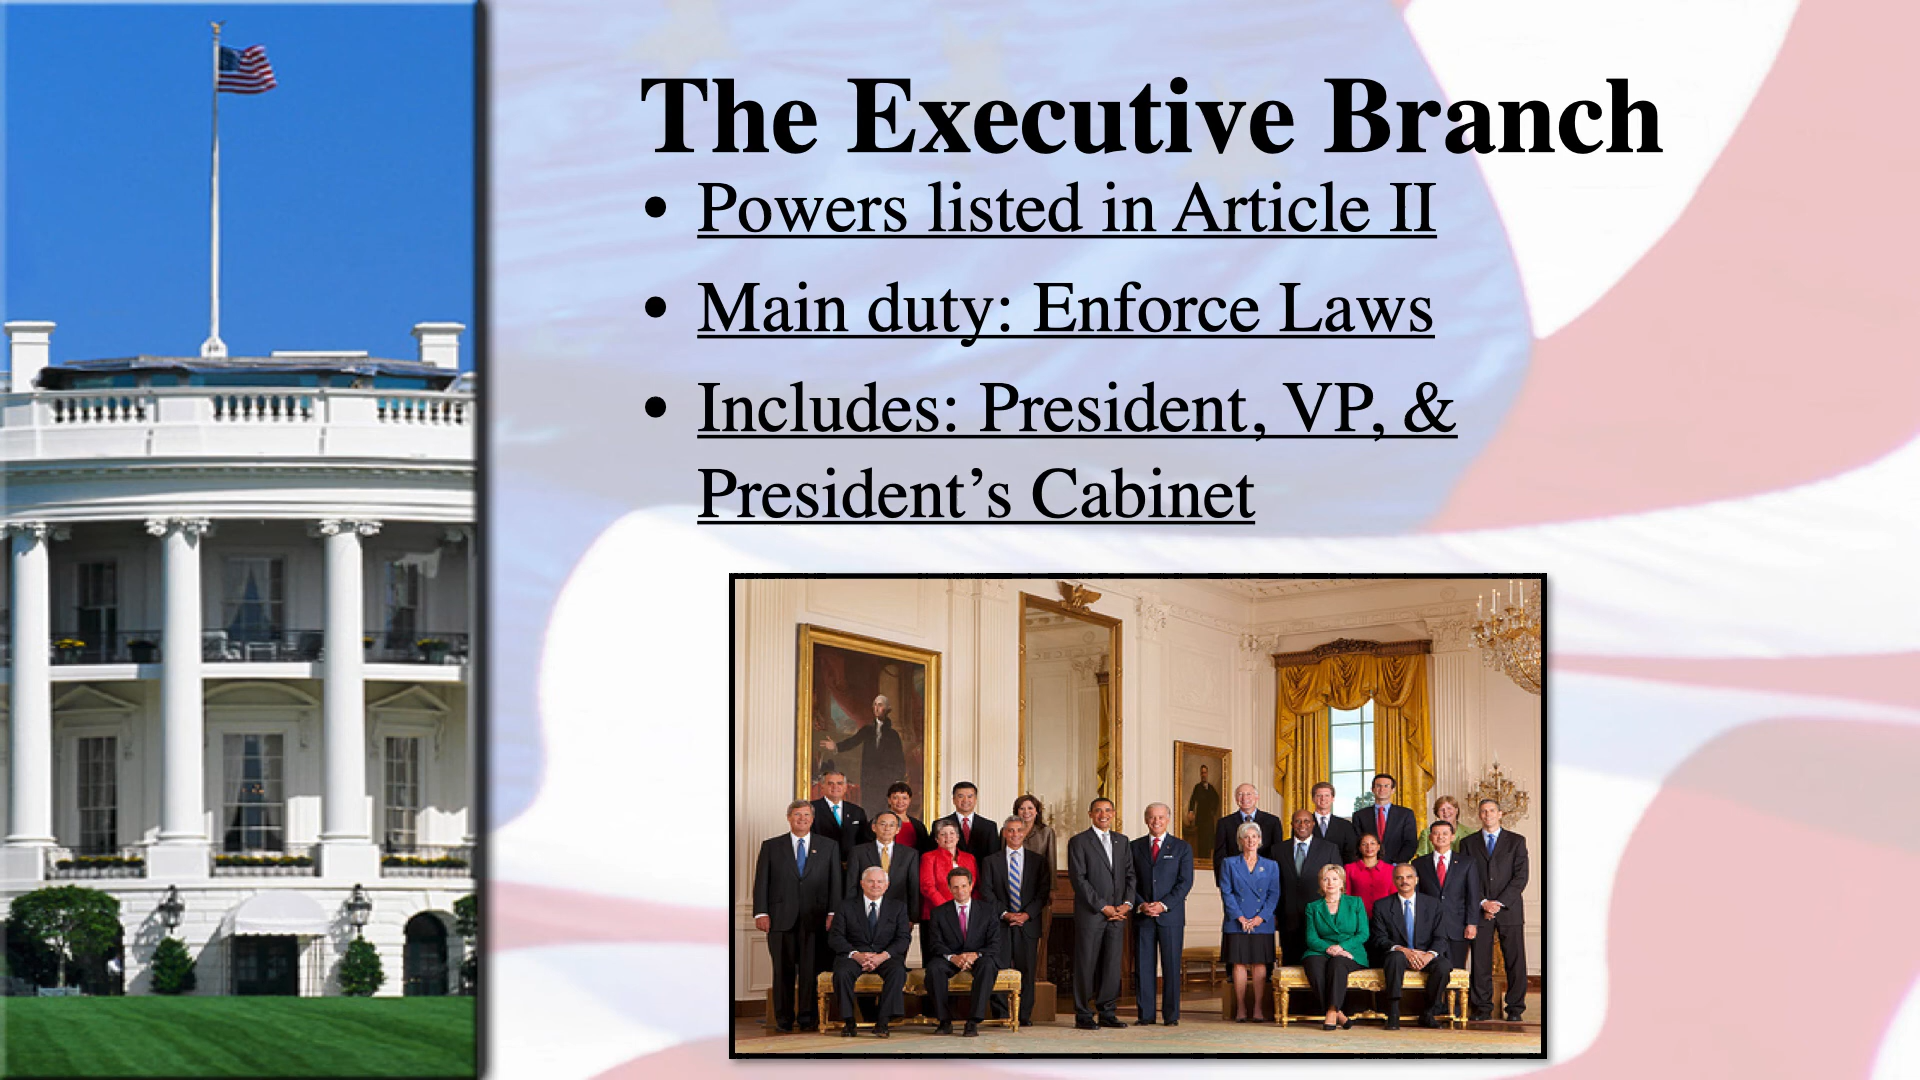 The Executive Branch
• Powers listed in Article II
• Main duty: Enforce Laws
• Includes: President, VP, &
President’s Cabinet